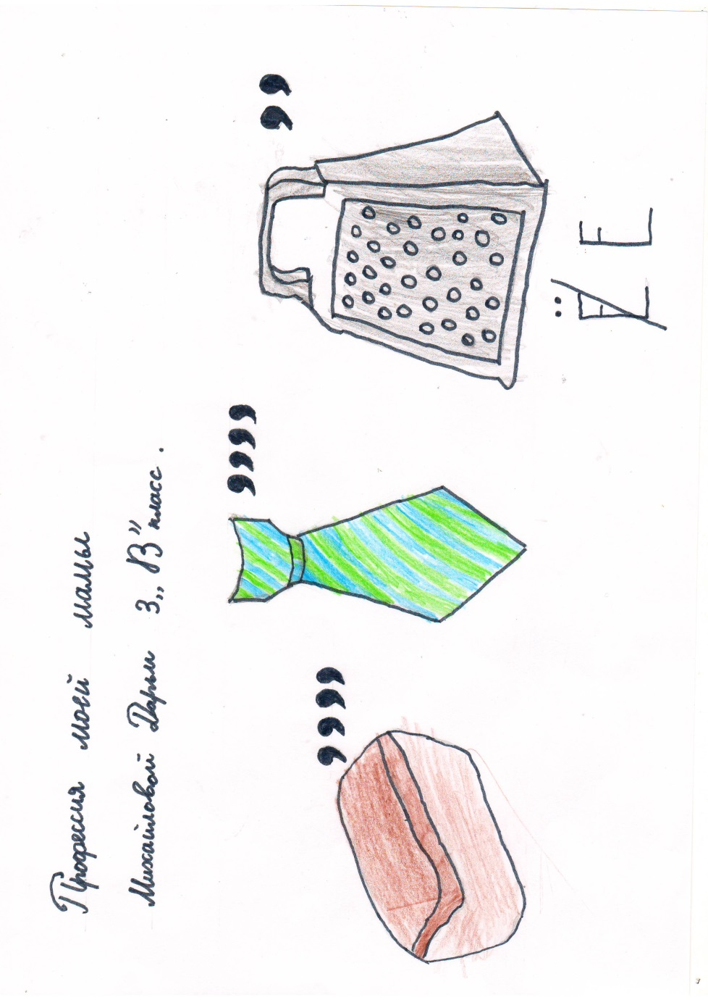 Профессия моей мамы
Михайловой Дарьи 3 „В” класс.
,,,, ,,,, ,,
Ё Е